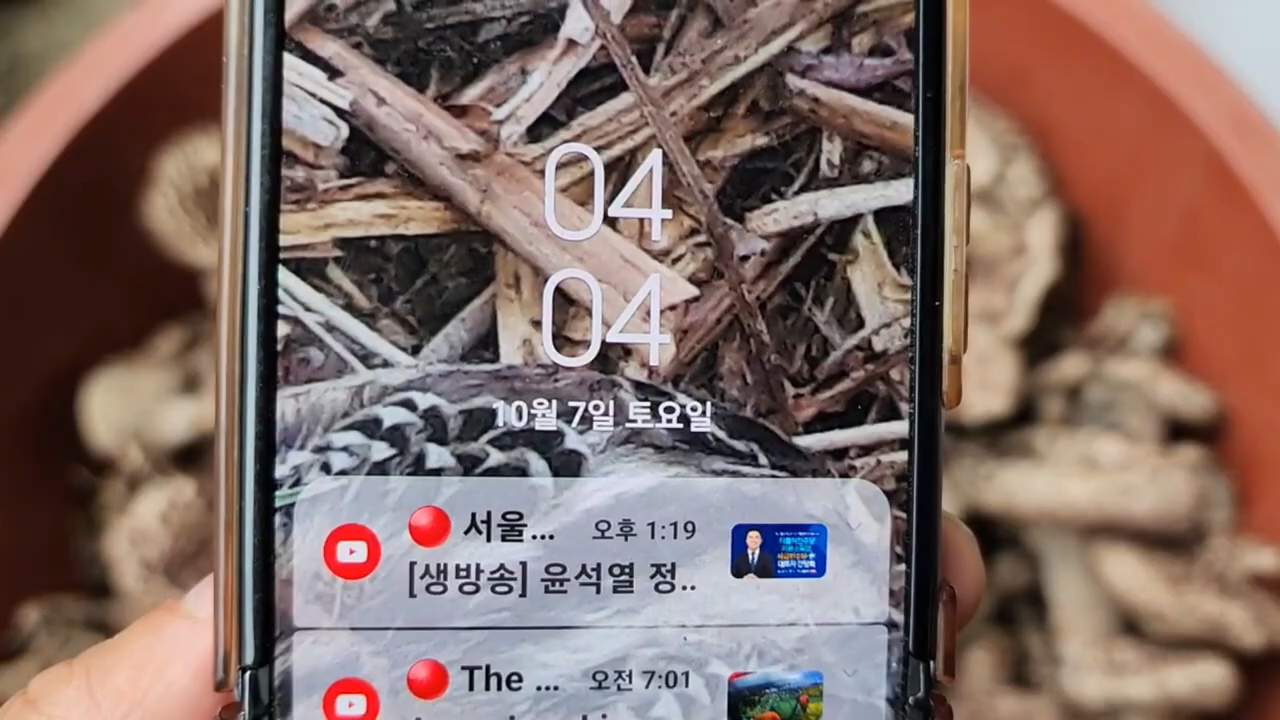 04
04
10월 7일 토요일
서울... 오후 1:19
[생방송] 윤석열 정..
The ... 오전 7:01